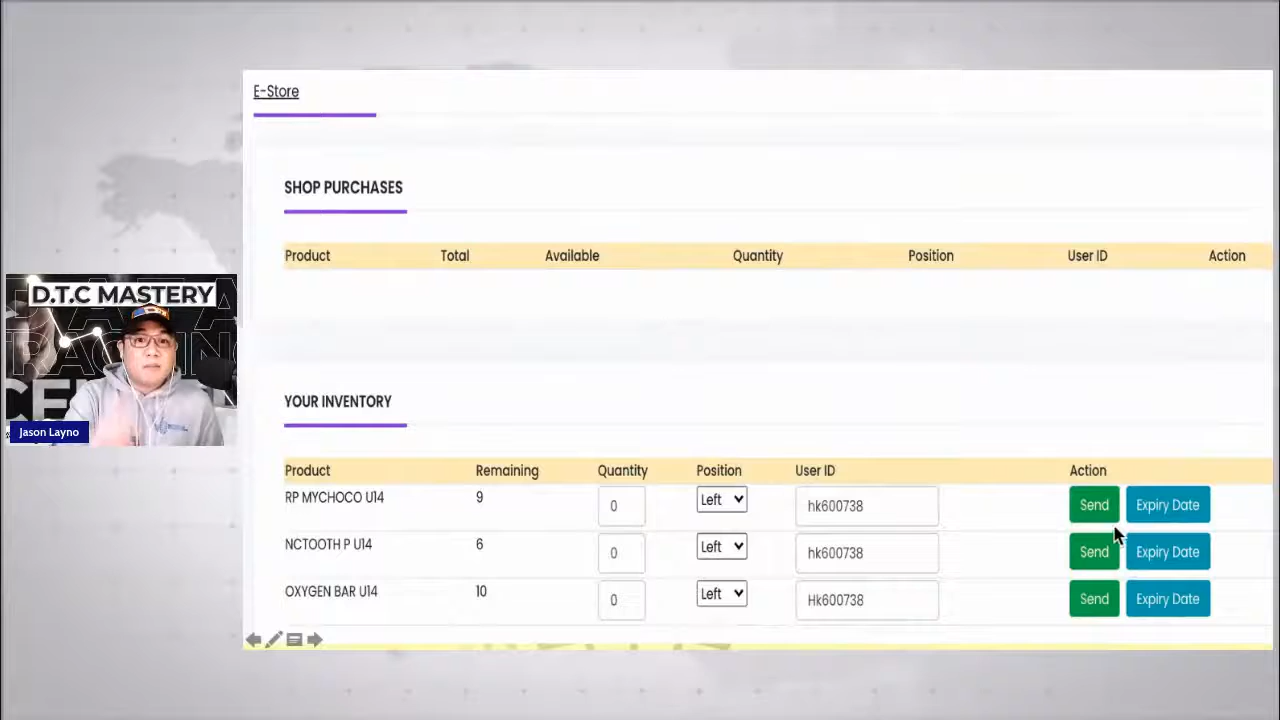 E-Store
SHOP PURCHASES
Product Total Available Quantity Position User ID Action
D.T.C MASTERY
Jason Layno
YOUR INVENTORY
Product Remaining Quantity Position User ID Action
RP MYCHOCO U14 9 0 Left hk600738 Send Expiry Date
NCTOOTH P U14 6 0 Left hk600738 Send Expiry Date
OXYGEN BAR U14 10 0 Left Hk600738 Send Expiry Date